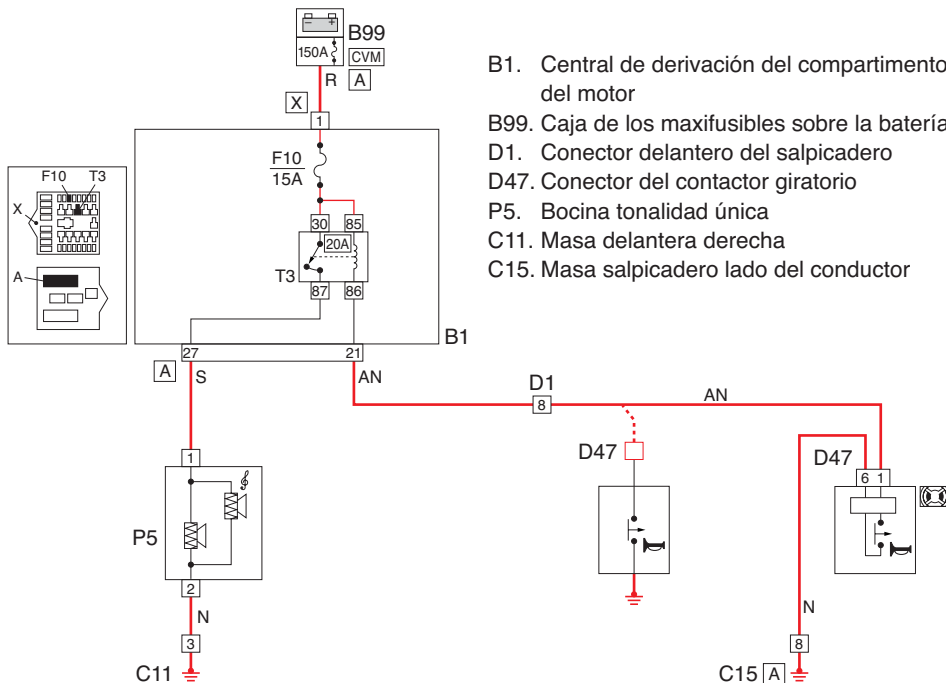 B99
150A
CVM
R
A
X
1
B1. Central de derivación del compartimento
del motor
B99. Caja de los maxifusibles sobre la batería
D1. Conector delantero del salpicadero
D47. Conector del contactor giratorio
P5. Bocina tonalidad única
C11. Masa delantera derecha
C15. Masa salpicadero lado del conductor
F10
15A
F10 T3
X
A
30 85
20A
T3
87 86
B1
27 21
A
S
AN
D1
8
AN
D47
D47
6 1
1
P5
2
N
3
C11
N
8
C15 A